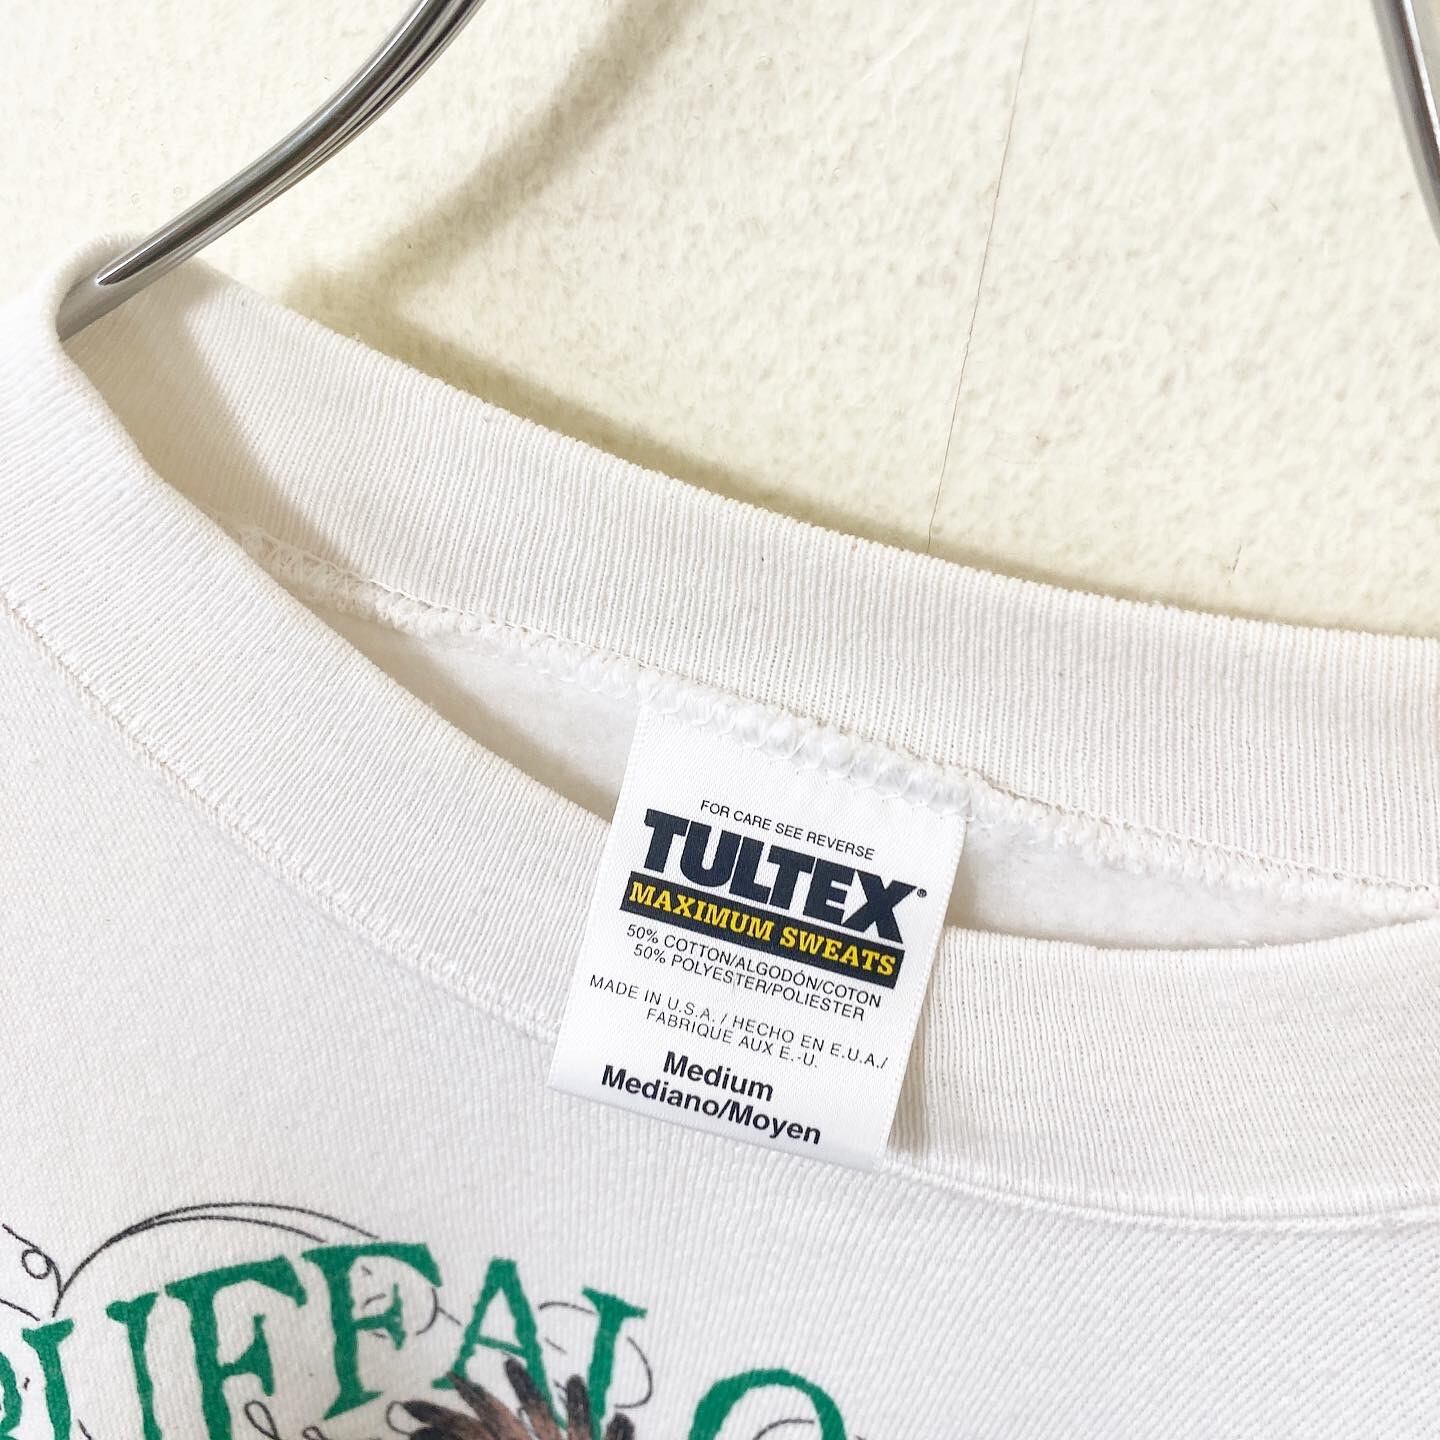 FOR CARE SEE REVERSE
TULTEX®
MAXIMUM SWEATS
50% COTTON/ALGODÓN/COTON
50% POLYESTER/POLIESTER
MADE IN U.S.A. / HECHO EN E.U.A./
FABRIQUE AUX E.-U.
Medium
Mediano/Moyen
BUFFALO